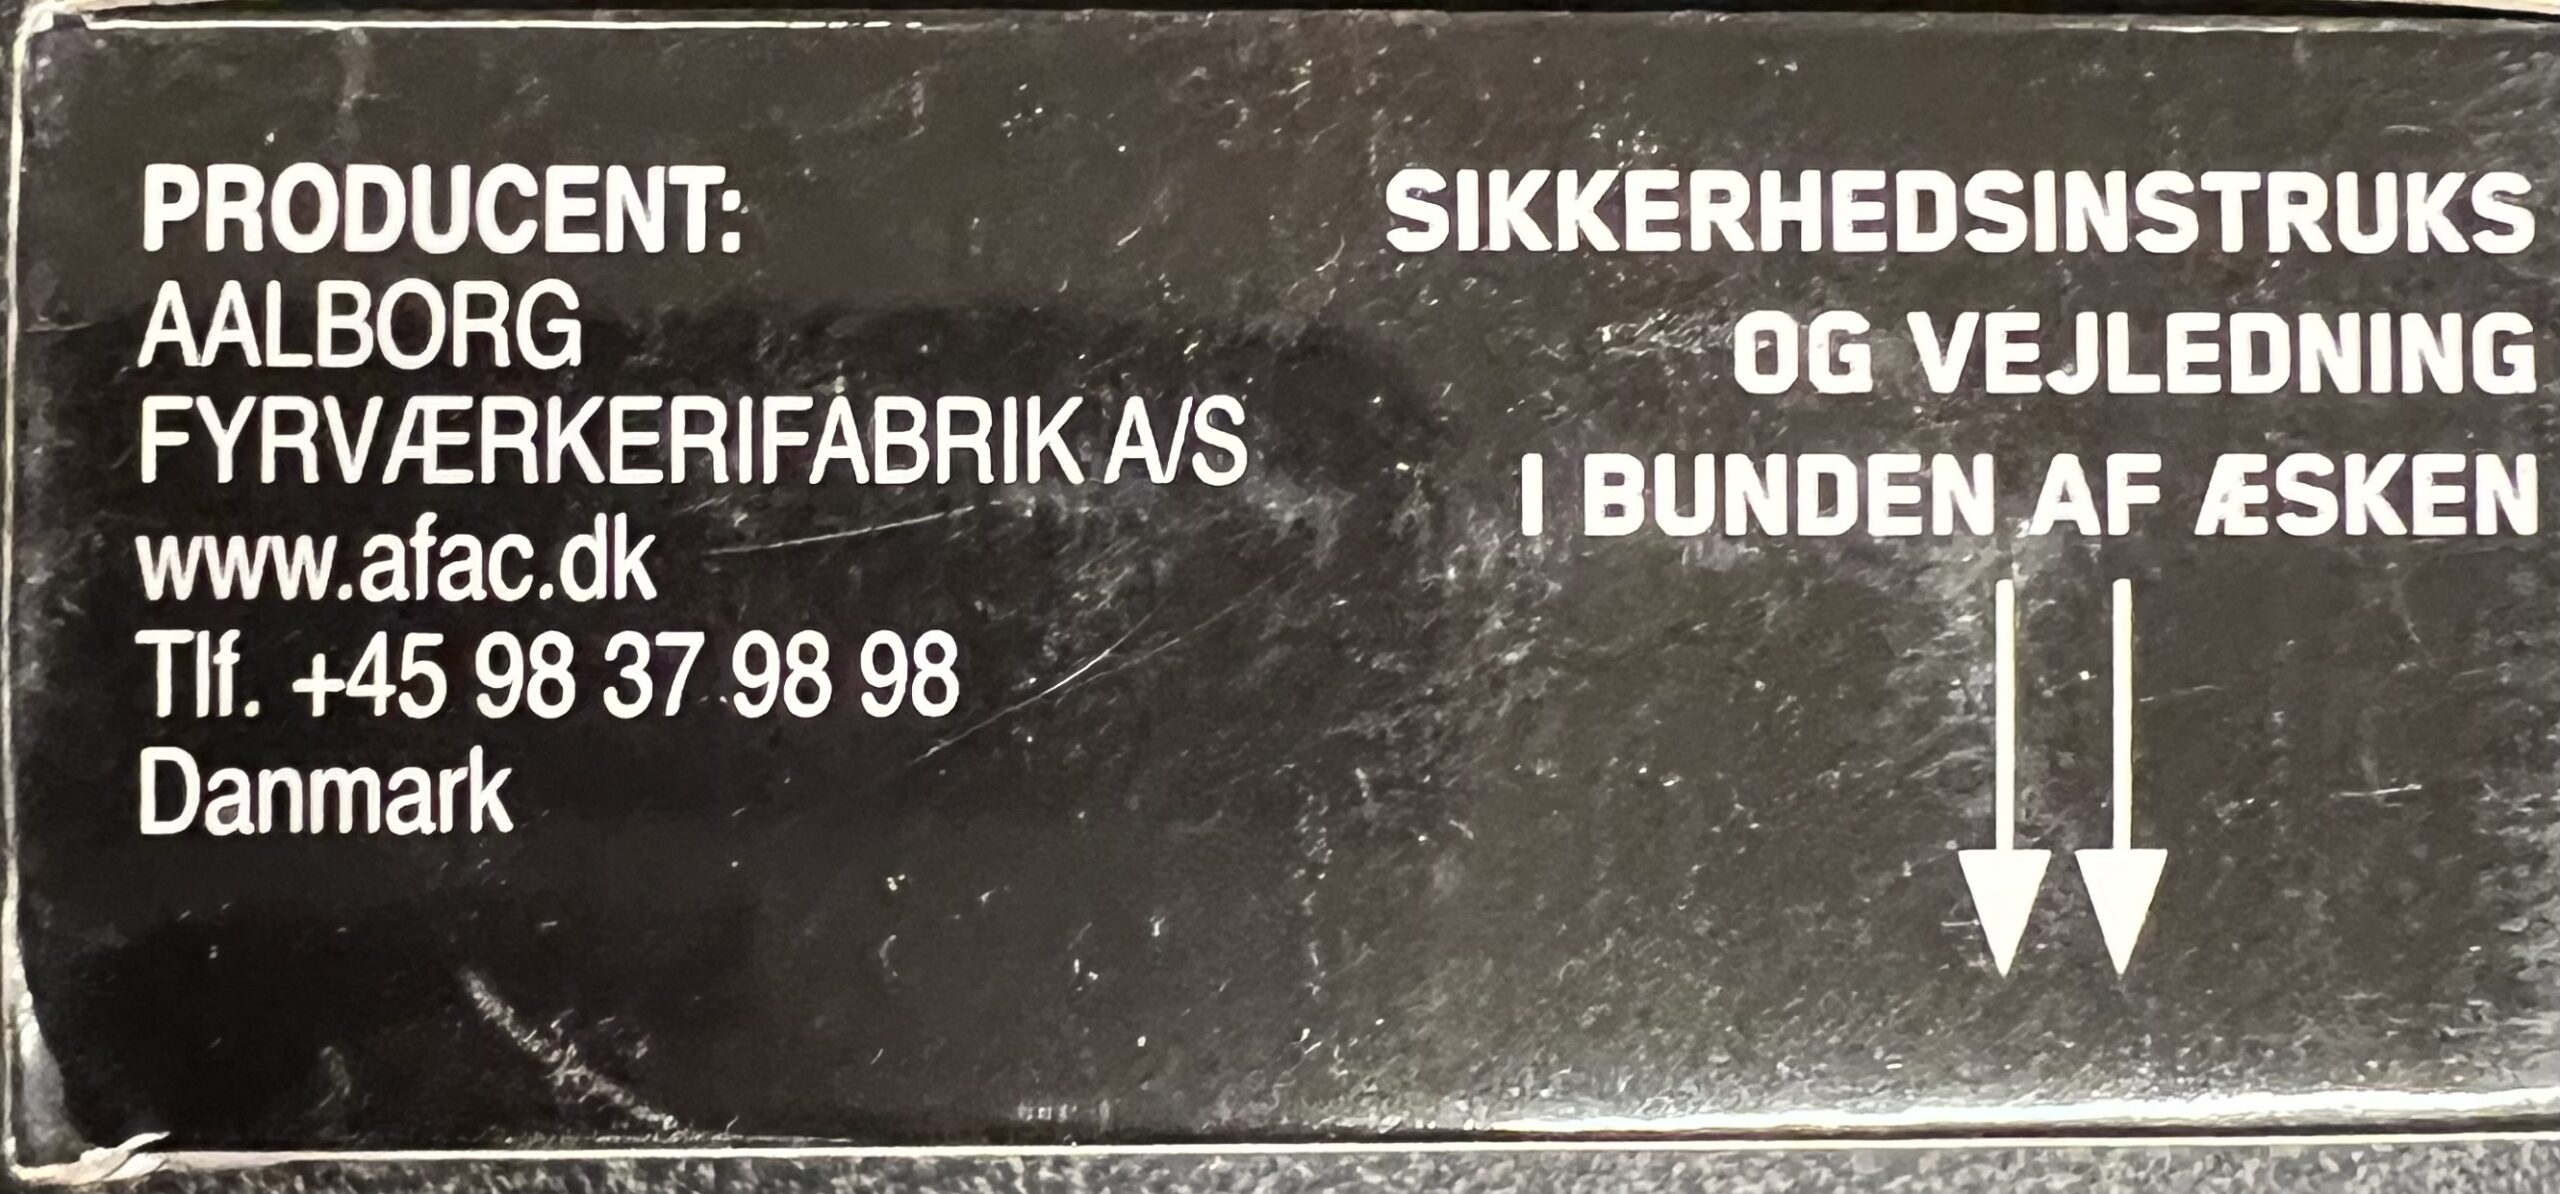 PRODUCENT:
AALBORG
FYRVÆRKERIFABRIK A/S
www.afac.dk
Tlf. +45 98 37 98 98
Danmark
SIKKERHEDSINSTRUKS
OG VEJLEDNING
I BUNDEN AF ÆSKEN